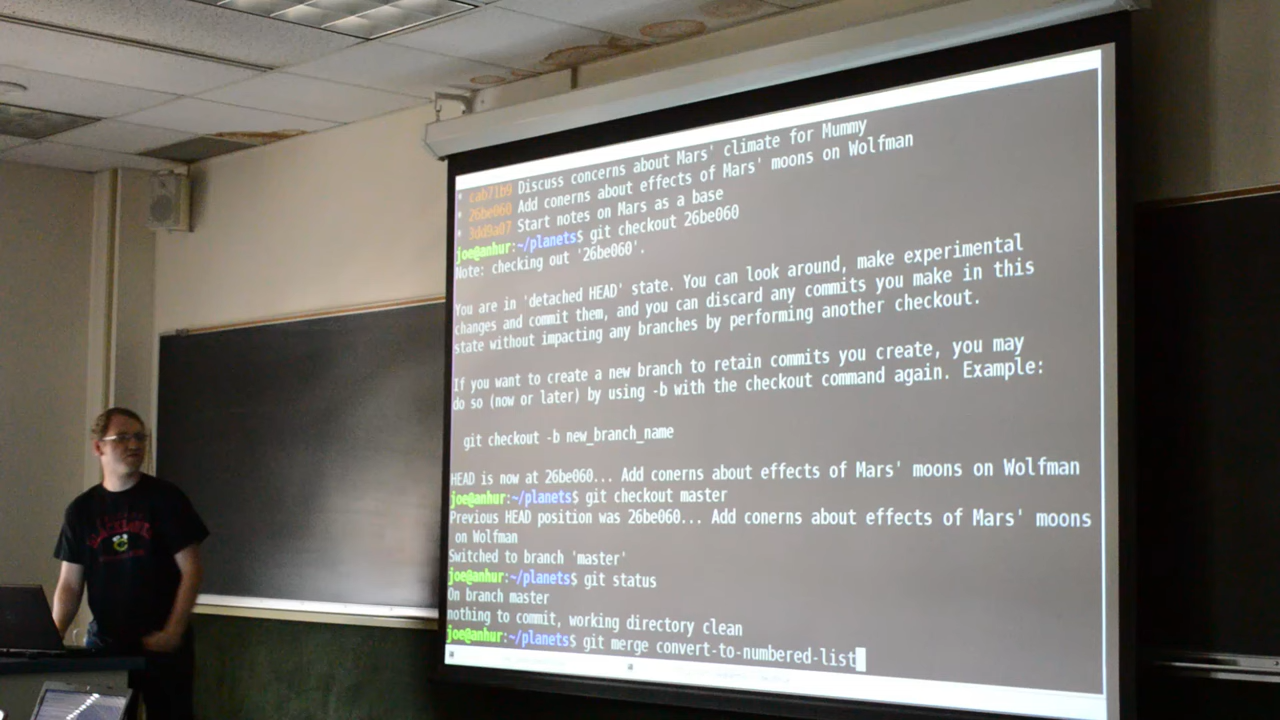 * cab71b9 Discuss concerns about Mars' climate for Mummy
* 26be060 Add conerns about effects of Mars' moons on Wolfman
* 3dd9a07 Start notes on Mars as a base
joe@anhur:~/planets$ git checkout 26be060
Note: checking out '26be060'.
You are in 'detached HEAD' state. You can look around, make experimental
changes and commit them, and you can discard any commits you make in this
state without impacting any branches by performing another checkout.
If you want to create a new branch to retain commits you create, you may
do so (now or later) by using -b with the checkout command again. Example:
git checkout -b new_branch_name
HEAD is now at 26be060... Add conerns about effects of Mars' moons on Wolfman
joe@anhur:~/planets$ git checkout master
Previous HEAD position was 26be060... Add conerns about effects of Mars' moons
on Wolfman
Switched to branch 'master'
joe@anhur:~/planets$ git status
On branch master
nothing to commit, working directory clean
joe@anhur:~/planets$ git merge convert-to-numbered-list